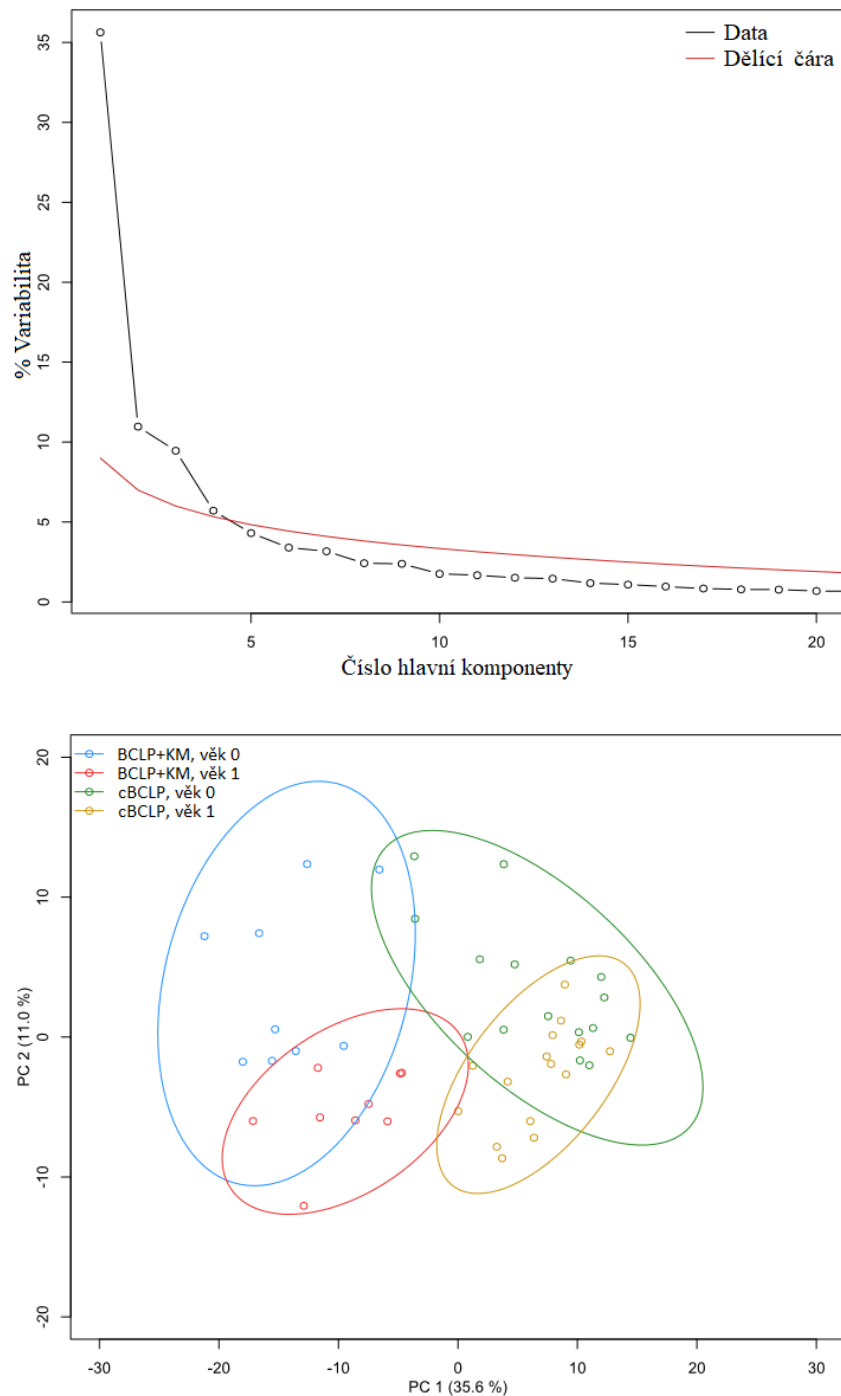 Data
Dělící čára
35
30
25
20
15
10
5
0
% Variabilita
5
10
15
20
Číslo hlavní komponenty
BCLP+KM, věk 0
BCLP+KM, věk 1
cBCLP, věk 0
cBCLP, věk 1
20
10
0
-10
-20
PC 2 (11.0 %)
-30
-20
-10
0
10
20
30
PC 1 (35.6 %)